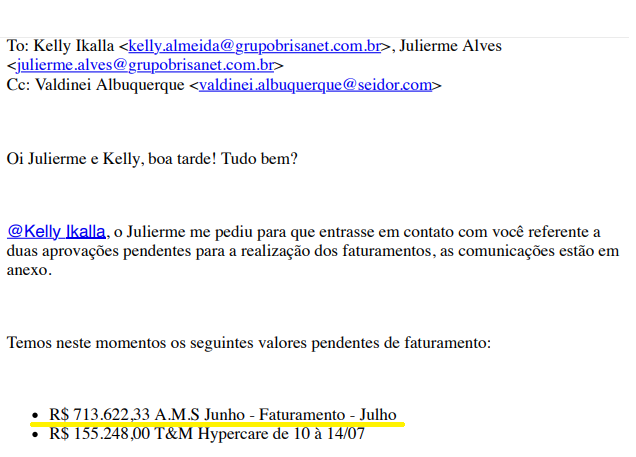 To: Kelly Ikalla <kelly.almeida@grupobrisanet.com.br>, Julierme Alves
<julierme.alves@grupobrisanet.com.br>
Cc: Valdinei Albuquerque <valdinei.albuquerque@seidor.com>
Oi Julierme e Kelly, boa tarde! Tudo bem?
@Kelly Ikalla, o Julierme me pediu para que entrasse em contato com você referente a
duas aprovações pendentes para a realização dos faturamentos, as comunicações estão em
anexo.
Temos neste momentos os seguintes valores pendentes de faturamento:
• R$ 713.622,33 A.M.S Junho - Faturamento - Julho
• R$ 155.248,00 T&M Hypercare de 10 à 14/07